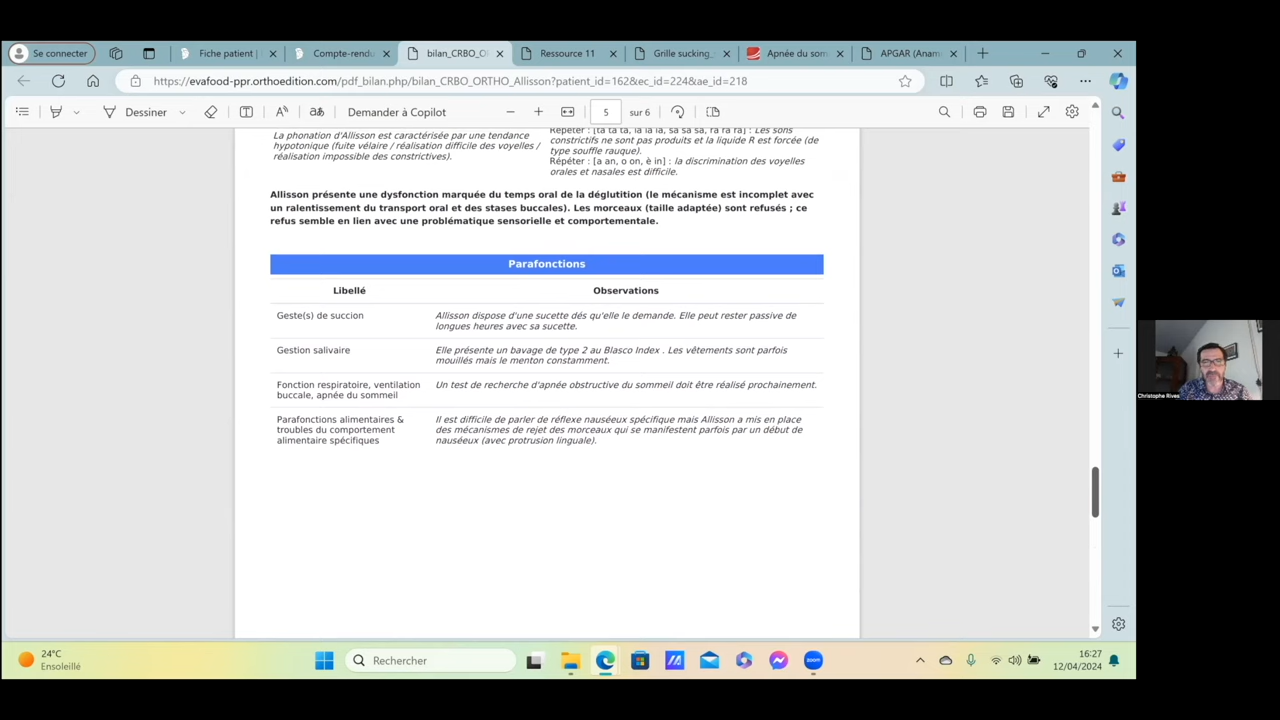 Se connecter
Fiche patient |
Compte-rendu
bilan_CRBO_O
Ressource 11
Grille sucking_
Apnée du som
APGAR (Anam
https://evafood-ppr.orthoedition.com/pdf_bilan.php/bilan_CRBO_ORTHO_Allisson?patient_id=162&ec_id=224&ae_id=218
Dessiner
Demander à Copilot
5
sur 6
La phonation d'Allisson est caractérisée par une tendance
hypotonique (fuite vélaire / réalisation difficile des voyelles /
réalisation impossible des constrictives).
Répéter : [ta ta ta, la la la, sa sa sa, ra ra ra] : Les sons
constrictifs ne sont pas produits et la liquide R est forcée (de
type souffle rauque).
Répéter : [a an, o on, è in] : la discrimination des voyelles
orales et nasales est difficile.
Allisson présente une dysfonction marquée du temps oral de la déglutition (le mécanisme est incomplet avec
un ralentissement du transport oral et des stases buccales). Les morceaux (taille adaptée) sont refusés ; ce
refus semble en lien avec une problématique sensorielle et comportementale.
Parafonctions
Libellé
Observations
Geste(s) de succion
Allisson dispose d'une sucette dés qu'elle le demande. Elle peut rester passive de
longues heures avec sa sucette.
Gestion salivaire
Elle présente un bavage de type 2 au Blasco Index . Les vêtements sont parfois
mouillés mais le menton constamment.
Fonction respiratoire, ventilation
buccale, apnée du sommeil
Un test de recherche d'apnée obstructive du sommeil doit être réalisé prochainement.
Parafonctions alimentaires &
troubles du comportement
alimentaire spécifiques
Il est difficile de parler de réflexe nauséeux spécifique mais Allisson a mis en place
des mécanismes de rejet des morceaux qui se manifestent parfois par un début de
nauséeux (avec protrusion linguale).
Christophe Rives
24°C
Ensoleillé
Rechercher
zoom
16:27
12/04/2024